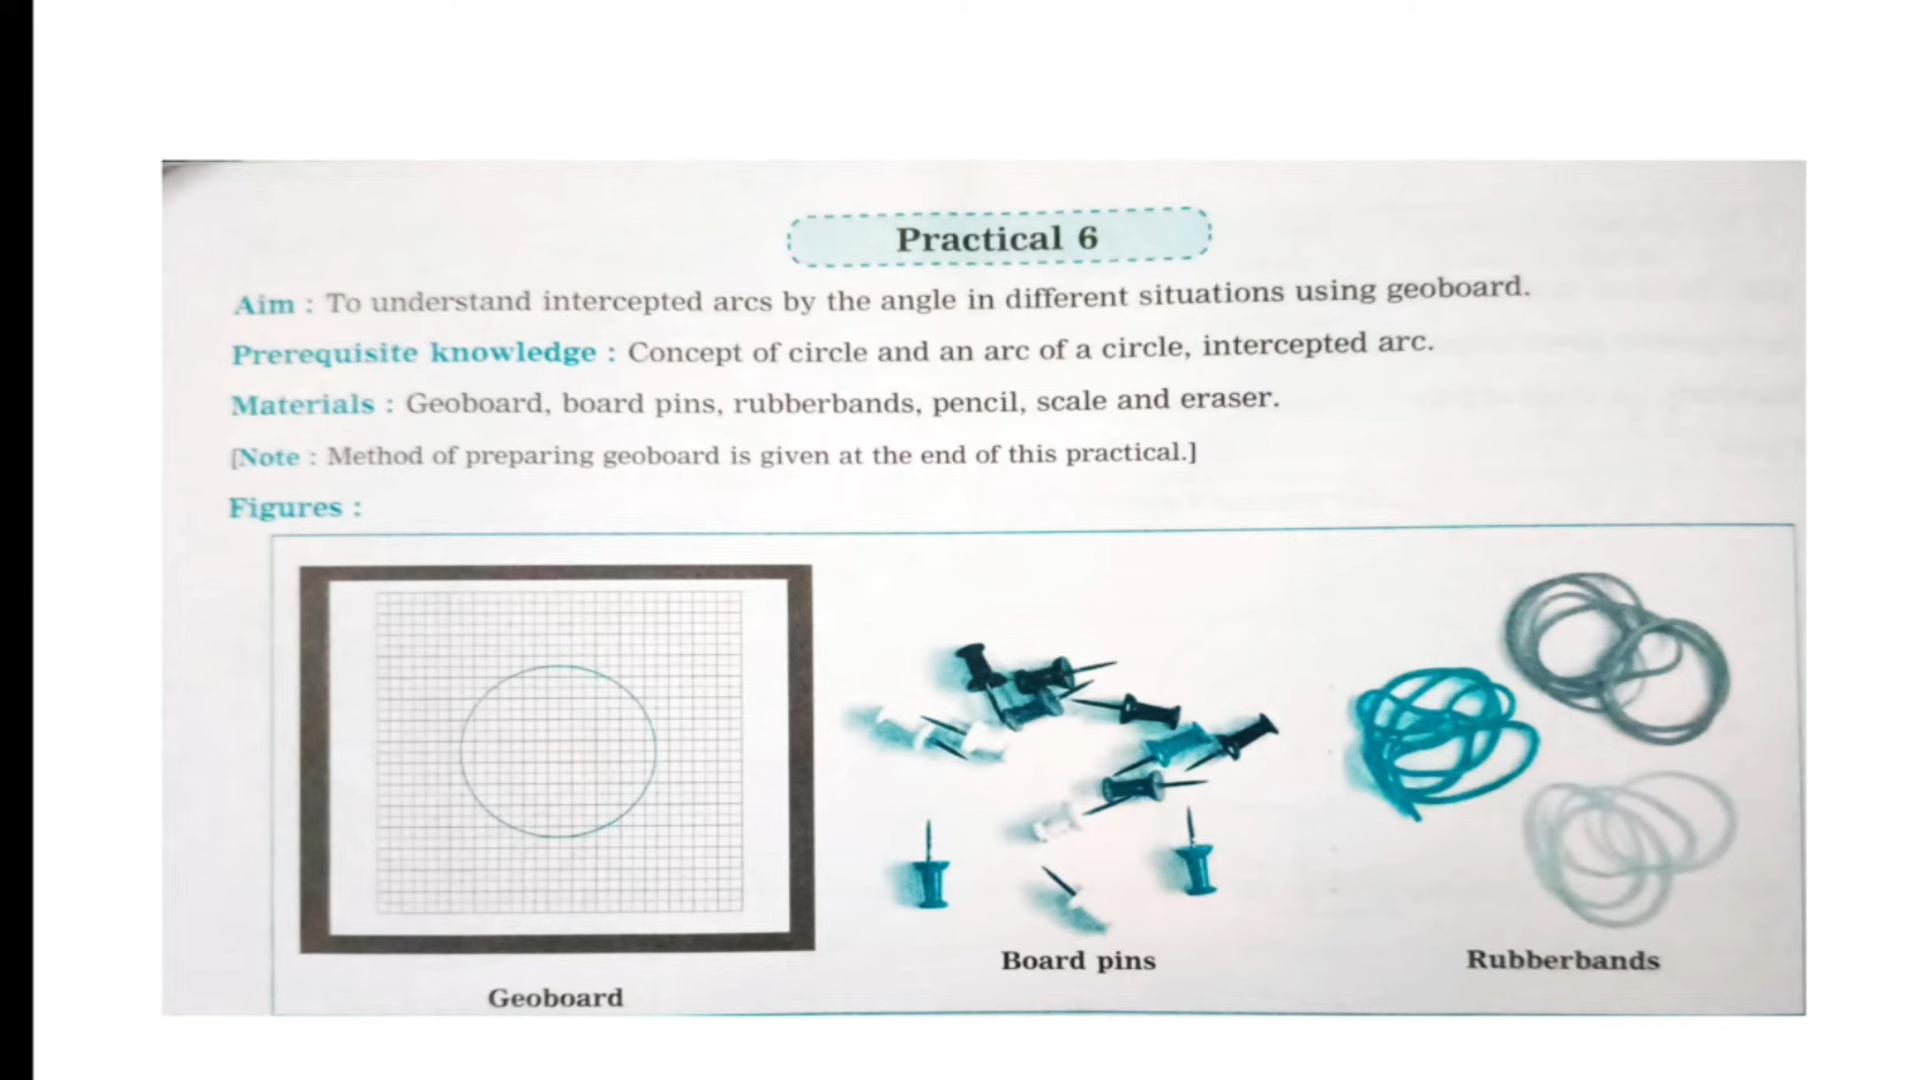 Practical 6
Aim : To understand intercepted arcs by the angle in different situations using geoboard.
Prerequisite knowledge : Concept of circle and an arc of a circle, intercepted arc.
Materials : Geoboard, board pins, rubberbands, pencil, scale and eraser.
[Note : Method of preparing geoboard is given at the end of this practical.]
Figures :
Board pins
Rubberbands
Geoboard